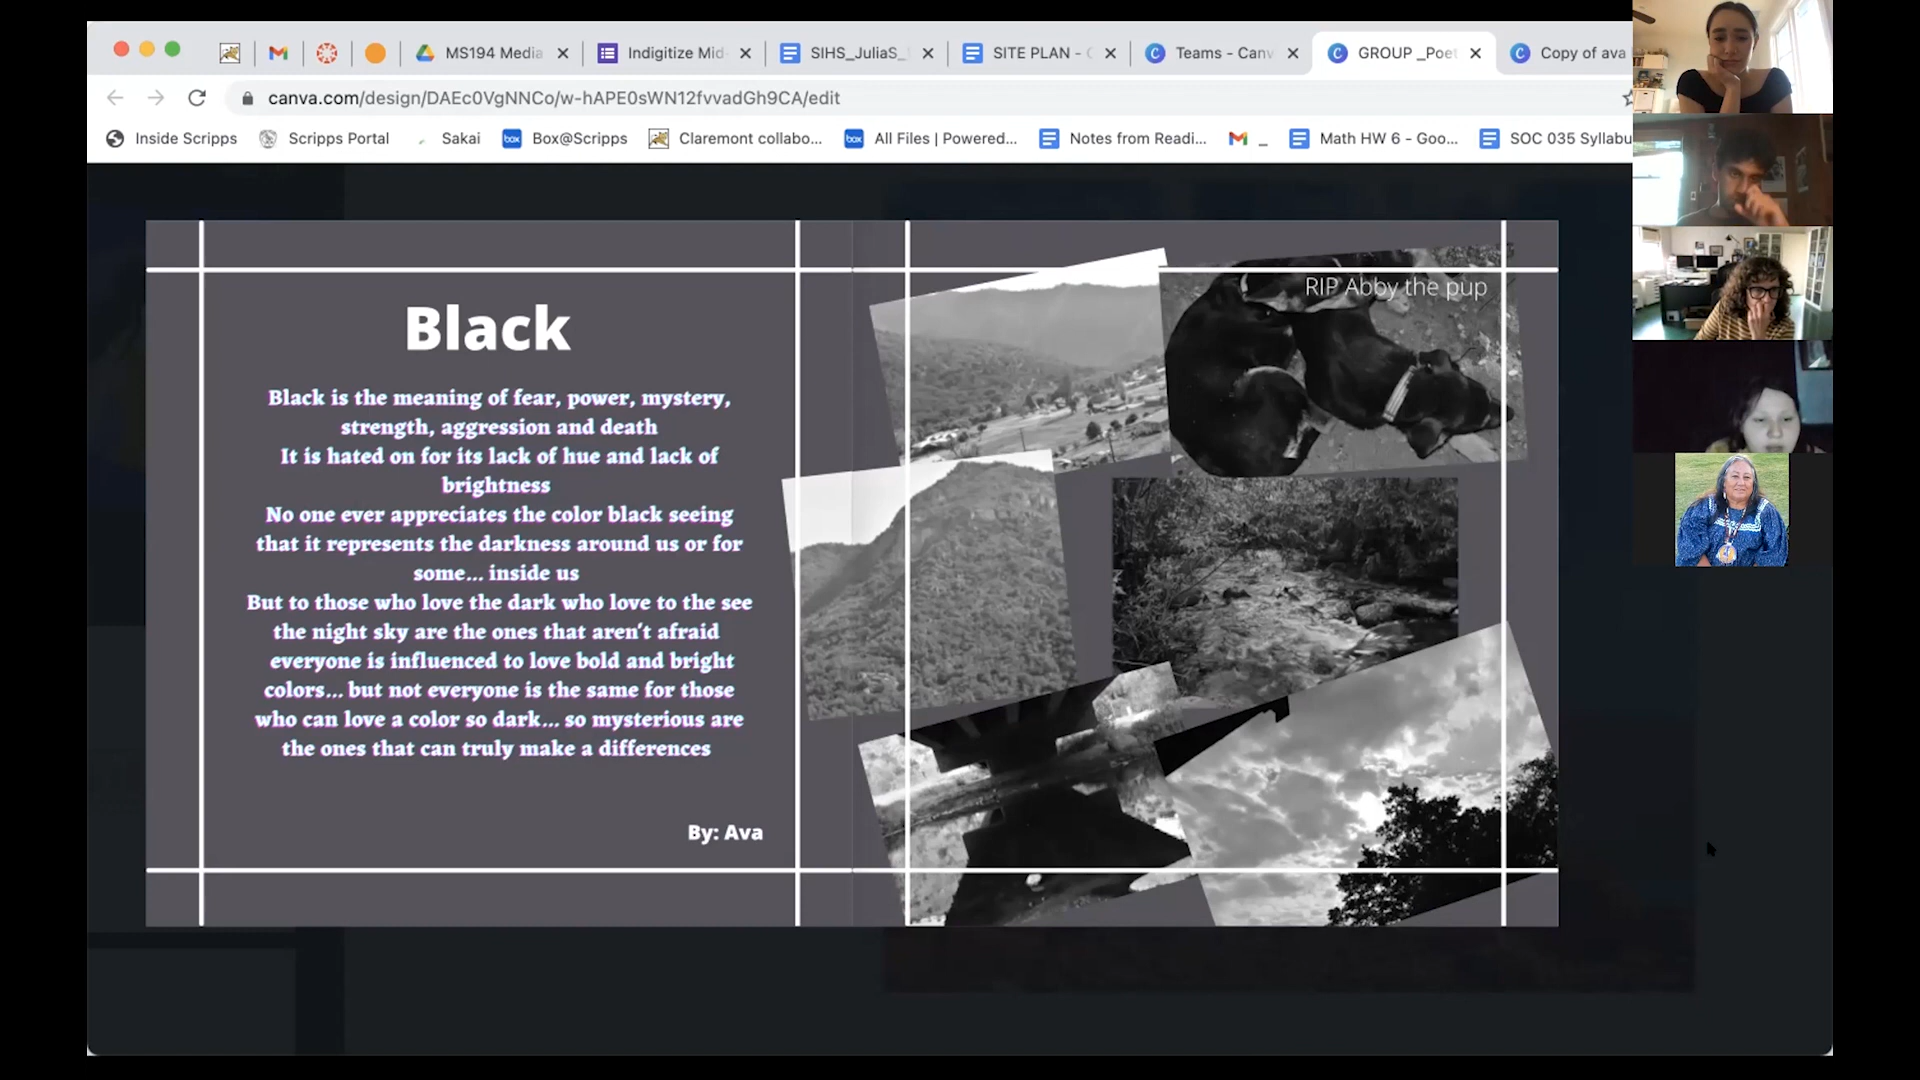 MS194 Media
Indigitize Mid-
SIHS_JuliaS_
SITE PLAN -
Teams - Canv
GROUP _Poet
Copy of ava
canva.com/design/DAEc0VgNNCo/w-hAPE0sWN12fvvadGh9CA/edit
Inside Scripps
Scripps Portal
Sakai
box
Box@Scripps
Claremont collabo...
box
All Files | Powered...
Notes from Readi...
_
Math HW 6 - Goo...
SOC 035 Syllabu
Black
Black is the meaning of fear, power, mystery,
strength, aggression and death
It is hated on for its lack of hue and lack of
brightness
No one ever appreciates the color black seeing
that it represents the darkness around us or for
some... inside us
But to those who love the dark who love to the see
the night sky are the ones that aren't afraid
everyone is influenced to love bold and bright
colors... but not everyone is the same for those
who can love a color so dark... so mysterious are
the ones that can truly make a differences
By: Ava
RIP Abby the pup